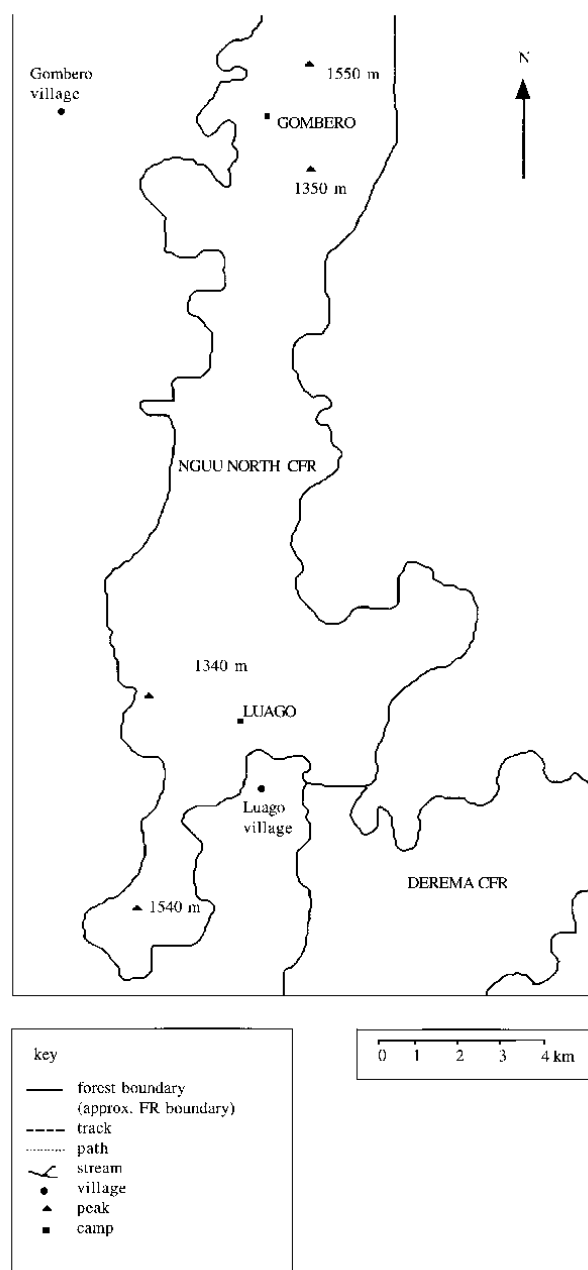 Gombero
village
1550 m
N
GOMBERO
1350 m
NGUU NORTH CFR
1340 m
LUAGO
Luago
village
DEREMA CFR
1540 m
key
forest boundary
(approx. FR boundary)
track
path
stream
village
peak
camp
0 1 2 3 4 km